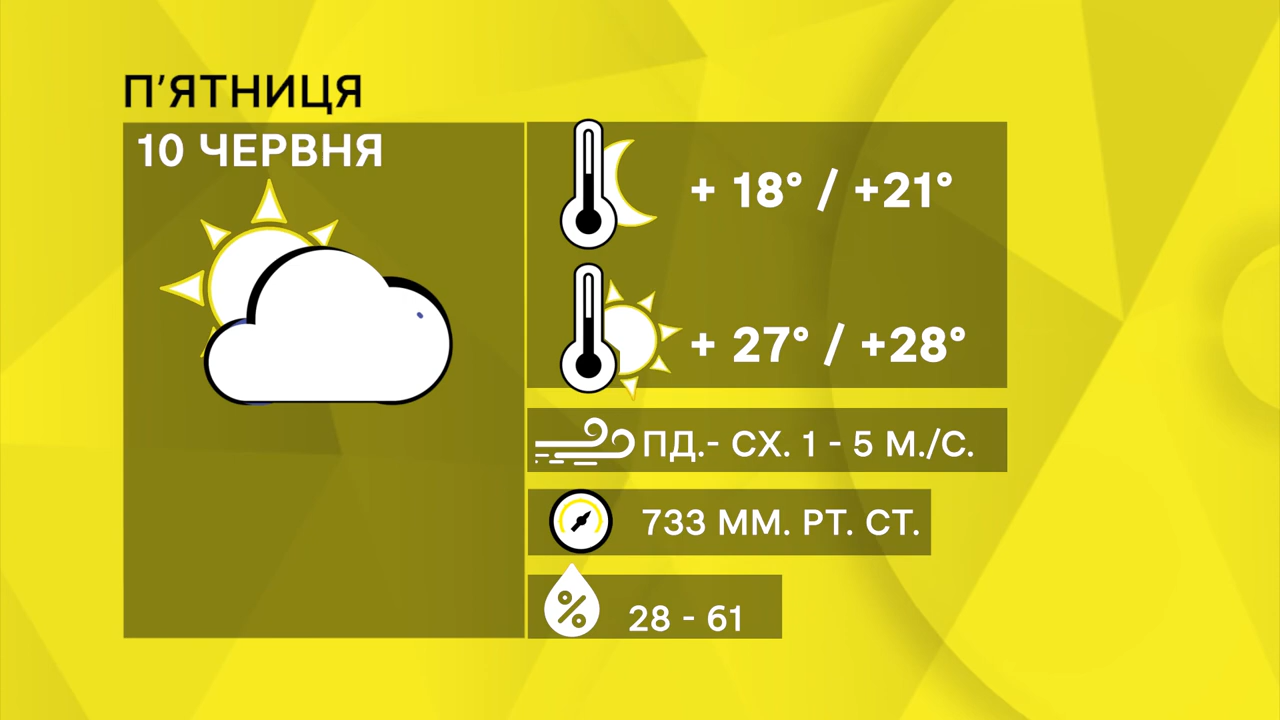 П'ЯТНИЦЯ
10 ЧЕРВНЯ
+ 18° / +21°
+ 27° / +28°
ПД.- СХ. 1 - 5 М./С.
733 ММ. РТ. СТ.
% 28 - 61